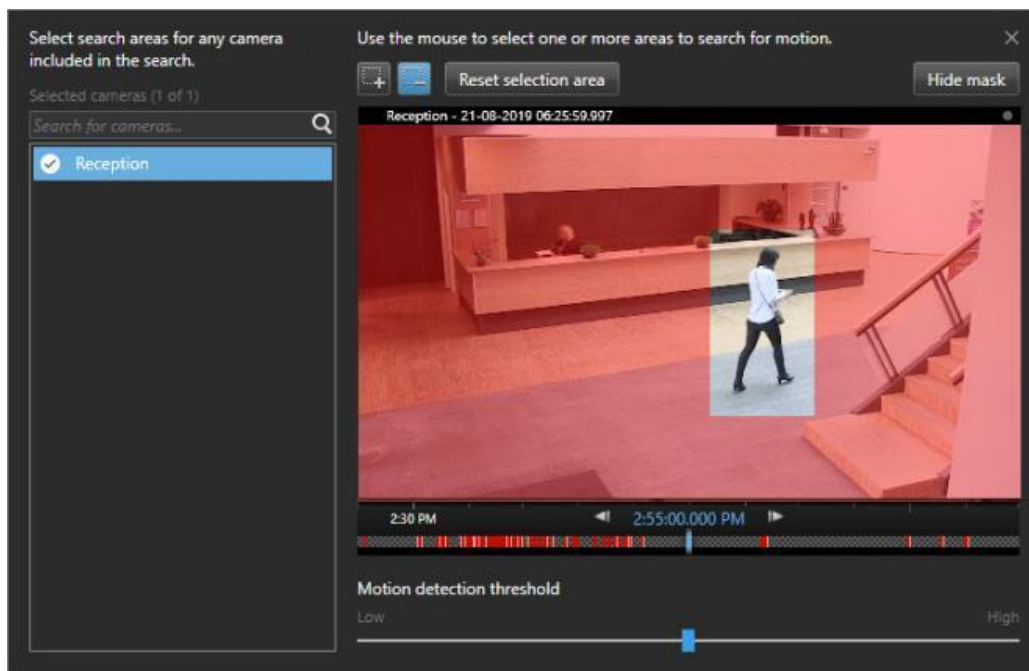 Select search areas for any camera
included in the search.
Selected cameras (1 of 1)
Search for cameras...
Reception
Use the mouse to select one or more areas to search for motion.
Reset selection area
Hide mask
Reception - 21-08-2019 06:25:59.997
2:30 PM
2:55:00.000 PM
Motion detection threshold
Low
High